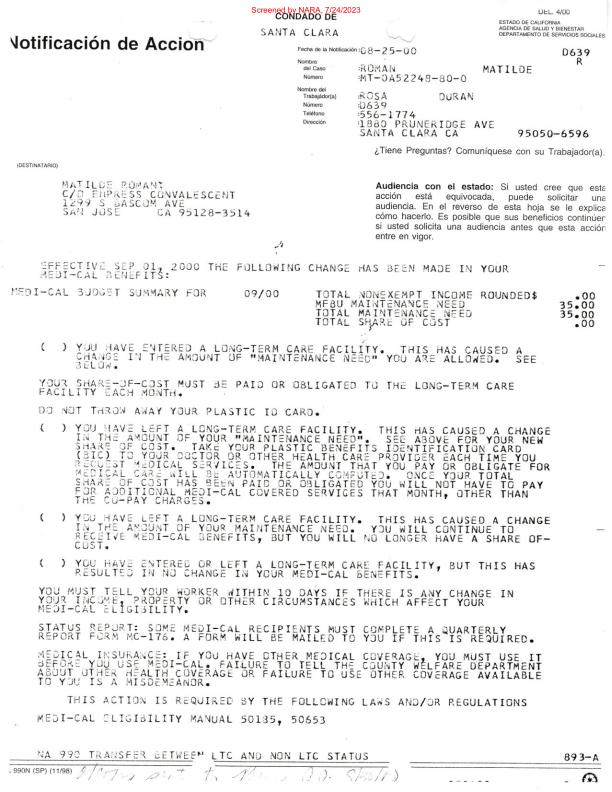 Screened by NARA, 7/24/2023
DEL. 4/00
CONDADO DE
SANTA CLARA
ESTADO DE CALIFORNIA
AGENCIA DE SALUD Y BIENESTAR
DEPARTAMENTO DE SERVICIOS SOCIALES
Notificación de Accion
Fecha de la Notificación :08-25-00 D639
R
Nombre del Caso :ROMAN MATILDE
Número :MT-0A52248-80-0
Nombre del Trabajador(a) :ROSA DURAN
Número :D639
Teléfono :556-1774
Dirección :1880 PRUNERIDGE AVE
SANTA CLARA CA 95050-6596
¿Tiene Preguntas? Comuníquese con su Trabajador(a).
(DESTINATARIO)
MATILDE ROMAN
C/O EMPRESS CONVALESCENT
1299 S BASCOM AVE
SAN JOSE CA 95128-3514
Audiencia con el estado: Si usted cree que esta
acción está equivocada, puede solicitar una
audiencia. En el reverso de esta hoja se le explica
cómo hacerlo. Es posible que sus beneficios continúen
si usted solicita una audiencia antes que esta acción
entre en vigor.
EFFECTIVE SEP 01, 2000 THE FOLLOWING CHANGE HAS BEEN MADE IN YOUR
MEDI-CAL BENEFITS:
MEDI-CAL BUDGET SUMMARY FOR 09/00 TOTAL NONEXEMPT INCOME ROUNDED$ .00
MFBU MAINTENANCE NEED 35.00
TOTAL MAINTENANCE NEED 35.00
TOTAL SHARE OF COST .00
( ) YOU HAVE ENTERED A LONG-TERM CARE FACILITY. THIS HAS CAUSED A
CHANGE IN THE AMOUNT OF "MAINTENANCE NEED" YOU ARE ALLOWED. SEE
BELOW.
YOUR SHARE-OF-COST MUST BE PAID OR OBLIGATED TO THE LONG-TERM CARE
FACILITY EACH MONTH.
DO NOT THROW AWAY YOUR PLASTIC ID CARD.
( ) YOU HAVE LEFT A LONG-TERM CARE FACILITY. THIS HAS CAUSED A CHANGE
IN THE AMOUNT OF YOUR "MAINTENANCE NEED". SEE ABOVE FOR YOUR NEW
SHARE OF COST. TAKE YOUR PLASTIC BENEFITS IDENTIFICATION CARD
(BIC) TO YOUR DOCTOR OR OTHER HEALTH CARE PROVIDER EACH TIME YOU
REQUEST MEDICAL SERVICES. THE AMOUNT THAT YOU PAY OR OBLIGATE FOR
MEDICAL CARE WILL BE AUTOMATICALLY COMPUTED. ONCE YOUR TOTAL
SHARE OF COST HAS BEEN PAID OR OBLIGATED YOU WILL NOT HAVE TO PAY
FOR ADDITIONAL MEDI-CAL COVERED SERVICES THAT MONTH, OTHER THAN
THE CO-PAY CHARGES.
( ) YOU HAVE LEFT A LONG-TERM CARE FACILITY. THIS HAS CAUSED A CHANGE
IN THE AMOUNT OF YOUR MAINTENANCE NEED. YOU WILL CONTINUE TO
RECEIVE MEDI-CAL BENEFITS, BUT YOU WILL NO LONGER HAVE A SHARE OF-
COST.
( ) YOU HAVE ENTERED OR LEFT A LONG-TERM CARE FACILITY, BUT THIS HAS
RESULTED IN NO CHANGE IN YOUR MEDI-CAL BENEFITS.
YOU MUST TELL YOUR WORKER WITHIN 10 DAYS IF THERE IS ANY CHANGE IN
YOUR INCOME, PROPERTY OR OTHER CIRCUMSTANCES WHICH AFFECT YOUR
MEDI-CAL ELIGIBILITY.
STATUS REPORT: SOME MEDI-CAL RECIPIENTS MUST COMPLETE A QUARTERLY
REPORT FORM MC-176. A FORM WILL BE MAILED TO YOU IF THIS IS REQUIRED.
MEDICAL INSURANCE: IF YOU HAVE OTHER MEDICAL COVERAGE, YOU MUST USE IT
BEFORE YOU USE MEDI-CAL. FAILURE TO TELL THE COUNTY WELFARE DEPARTMENT
ABOUT OTHER HEALTH COVERAGE OR FAILURE TO USE OTHER COVERAGE AVAILABLE
TO YOU IS A MISDEMEANOR.
THIS ACTION IS REQUIRED BY THE FOLLOWING LAWS AND/OR REGULATIONS
MEDI-CAL ELIGIBILITY MANUAL 50185, 50653
NA 990 TRANSFER BETWEEN LTC AND NON LTC STATUS 893-A
990N (SP) (11/98)